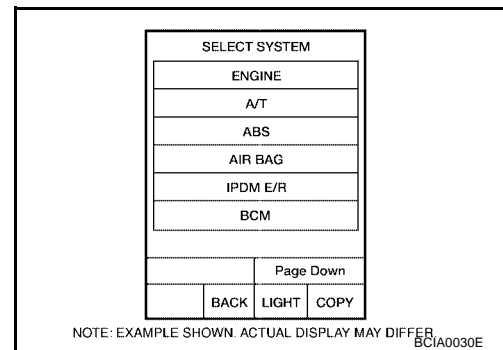 SELECT SYSTEM
ENGINE
A/T
ABS
AIR BAG
IPDM E/R
BCM
Page Down
BACK LIGHT COPY
NOTE: EXAMPLE SHOWN. ACTUAL DISPLAY MAY DIFFER
BCIA0030E